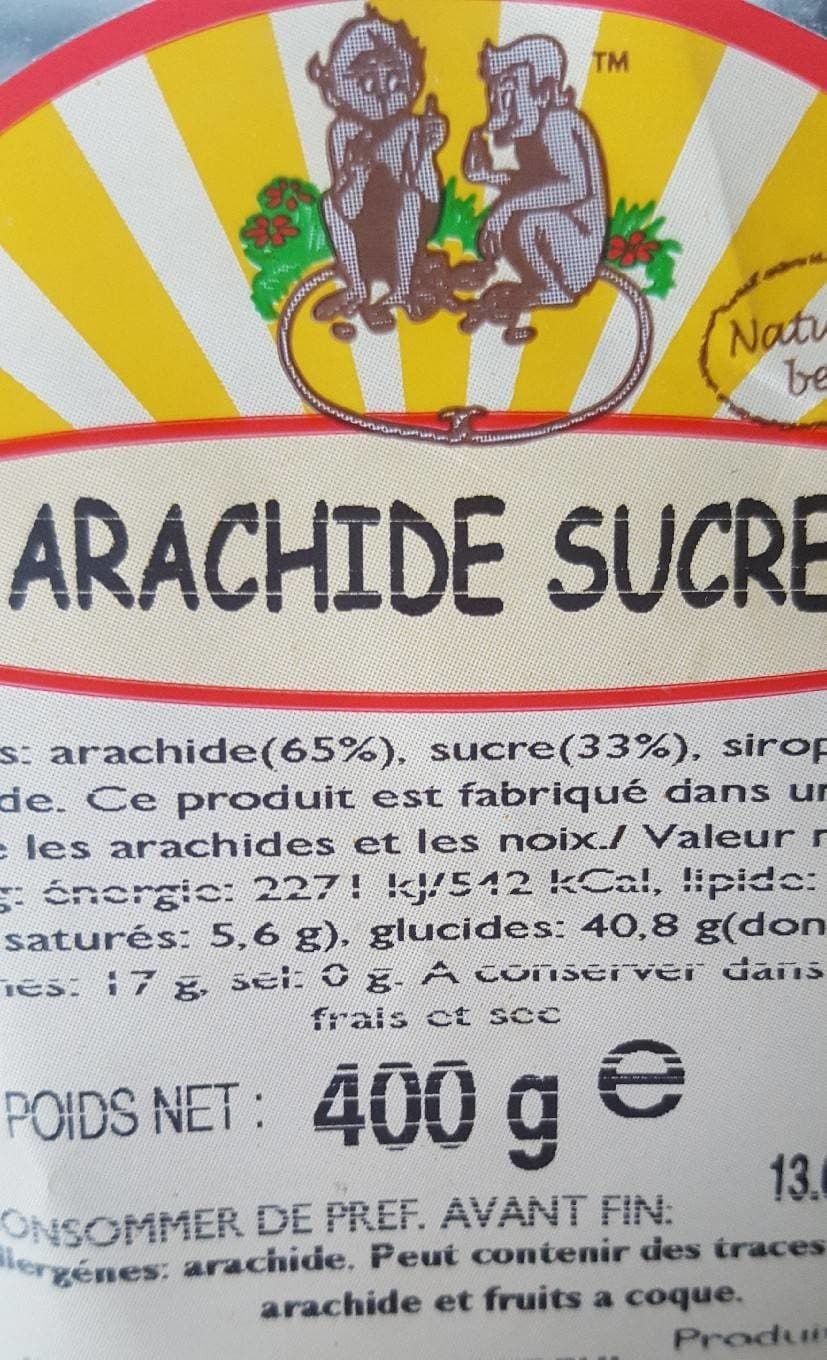 TM
Natu
be
ARACHIDE SUCRE
s: arachide(65%), sucre(33%), sirop
de. Ce produit est fabriqué dans un
e les arachides et les noix./ Valeur n
g: énergie: 2271 kJ/542 kCal, lipide:
saturés: 5,6 g), glucides: 40,8 g(don
nes: 17 g, sel: 0 g. A conserver dans
frais et sec
POIDS NET : 400 g e
13.
ONSOMMER DE PREF. AVANT FIN:
llergénes: arachide. Peut contenir des traces
arachide et fruits a coque.
Produi